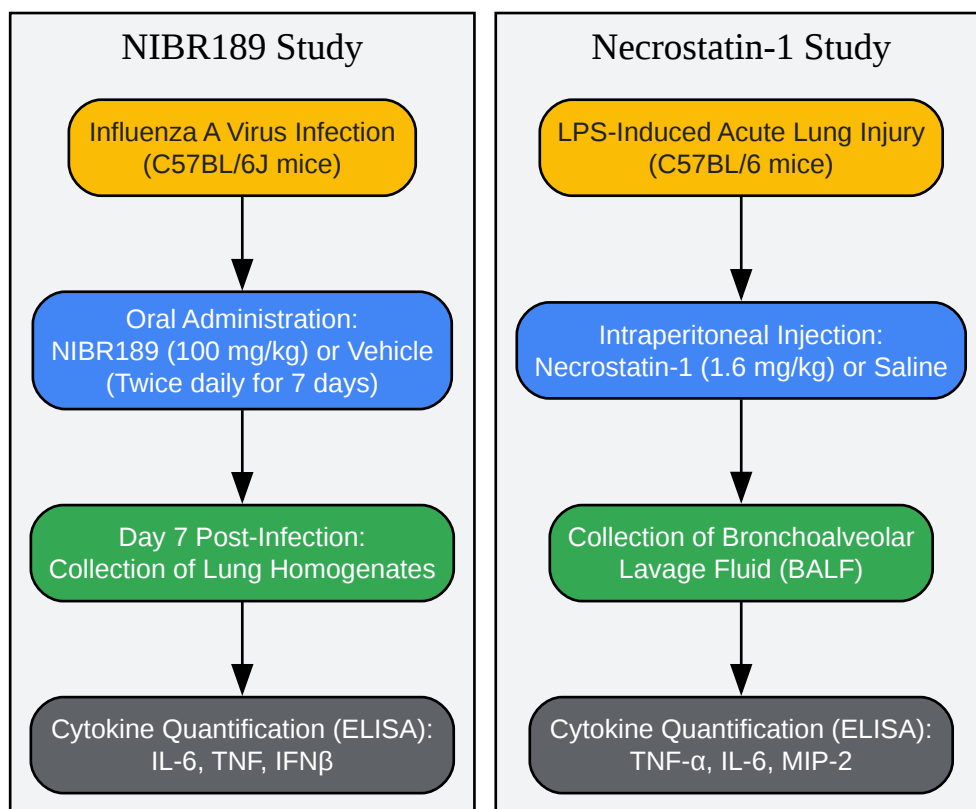 NIBR189 Study
Influenza A Virus Infection
(C57BL/6J mice)
Oral Administration:
NIBR189 (100 mg/kg) or Vehicle
(Twice daily for 7 days)
Day 7 Post-Infection:
Collection of Lung Homogenates
Cytokine Quantification (ELISA):
IL-6, TNF, IFNβ
Necrostatin-1 Study
LPS-Induced Acute Lung Injury
(C57BL/6 mice)
Intraperitoneal Injection:
Necrostatin-1 (1.6 mg/kg) or Saline
Collection of Bronchoalveolar
Lavage Fluid (BALF)
Cytokine Quantification (ELISA):
TNF-α, IL-6, MIP-2